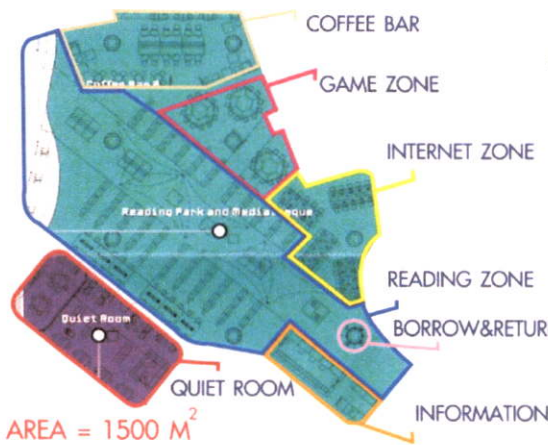 COFFEE BAR
GAME ZONE
INTERNET ZONE
Reading Park and Mediatheque
READING ZONE
BORROW&RETUR
Quiet Room
QUIET ROOM
INFORMATION
AREA = 1500 M²